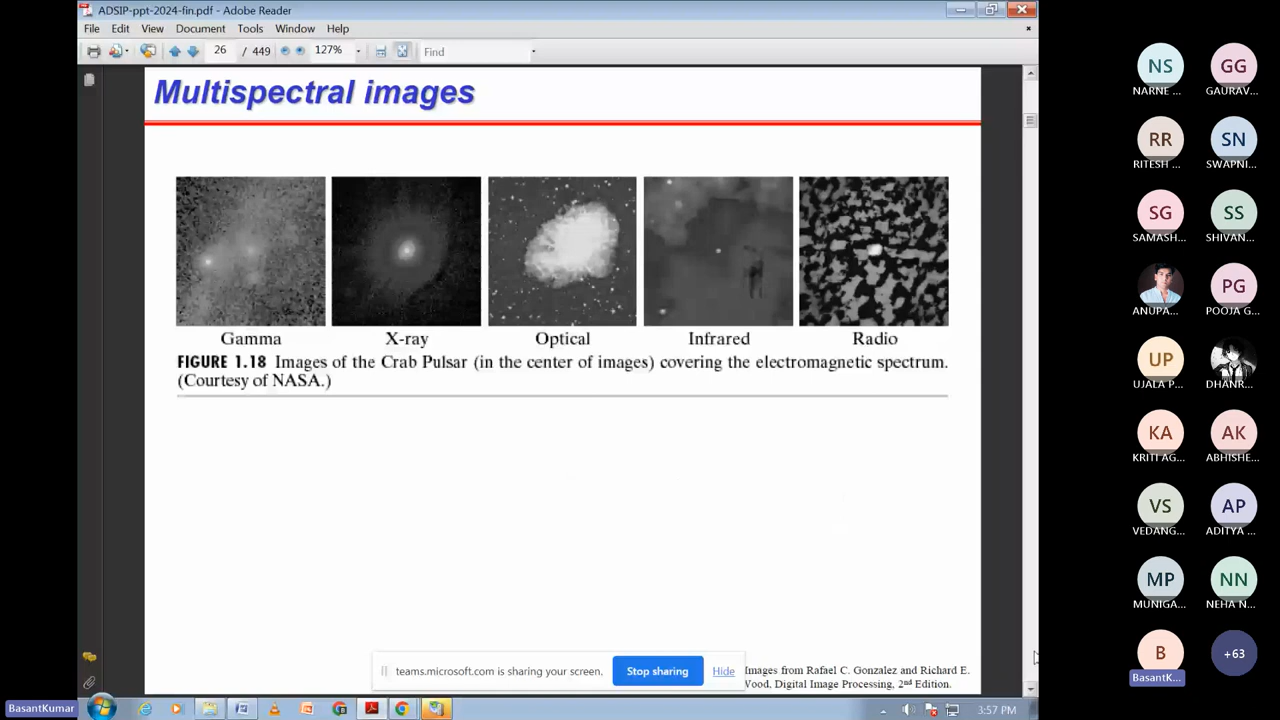 ADSIP-ppt-2024-fin.pdf - Adobe Reader
File Edit View Document Tools Window Help
26 / 449 127% Find
Multispectral images
Gamma X-ray Optical Infrared Radio
FIGURE 1.18 Images of the Crab Pulsar (in the center of images) covering the electromagnetic spectrum.
(Courtesy of NASA.)
Images from Rafael C. Gonzalez and Richard E.
Wood, Digital Image Processing, 2nd Edition.
teams.microsoft.com is sharing your screen. Stop sharing Hide
BasantKumar
3:57 PM
NS GG
NARNE ... GAURAV...
RR SN
RITESH ... SWAPNI...
SG SS
SAMASH... SHIVAN...
PG
ANUPA... POOJA G...
UP
UJALA P... DHANR...
KA AK
KRITI AG... ABHISHE...
VS AP
VEDANG... ADITYA ...
MP NN
MUNIGA... NEHA N...
B +63
BasantK...